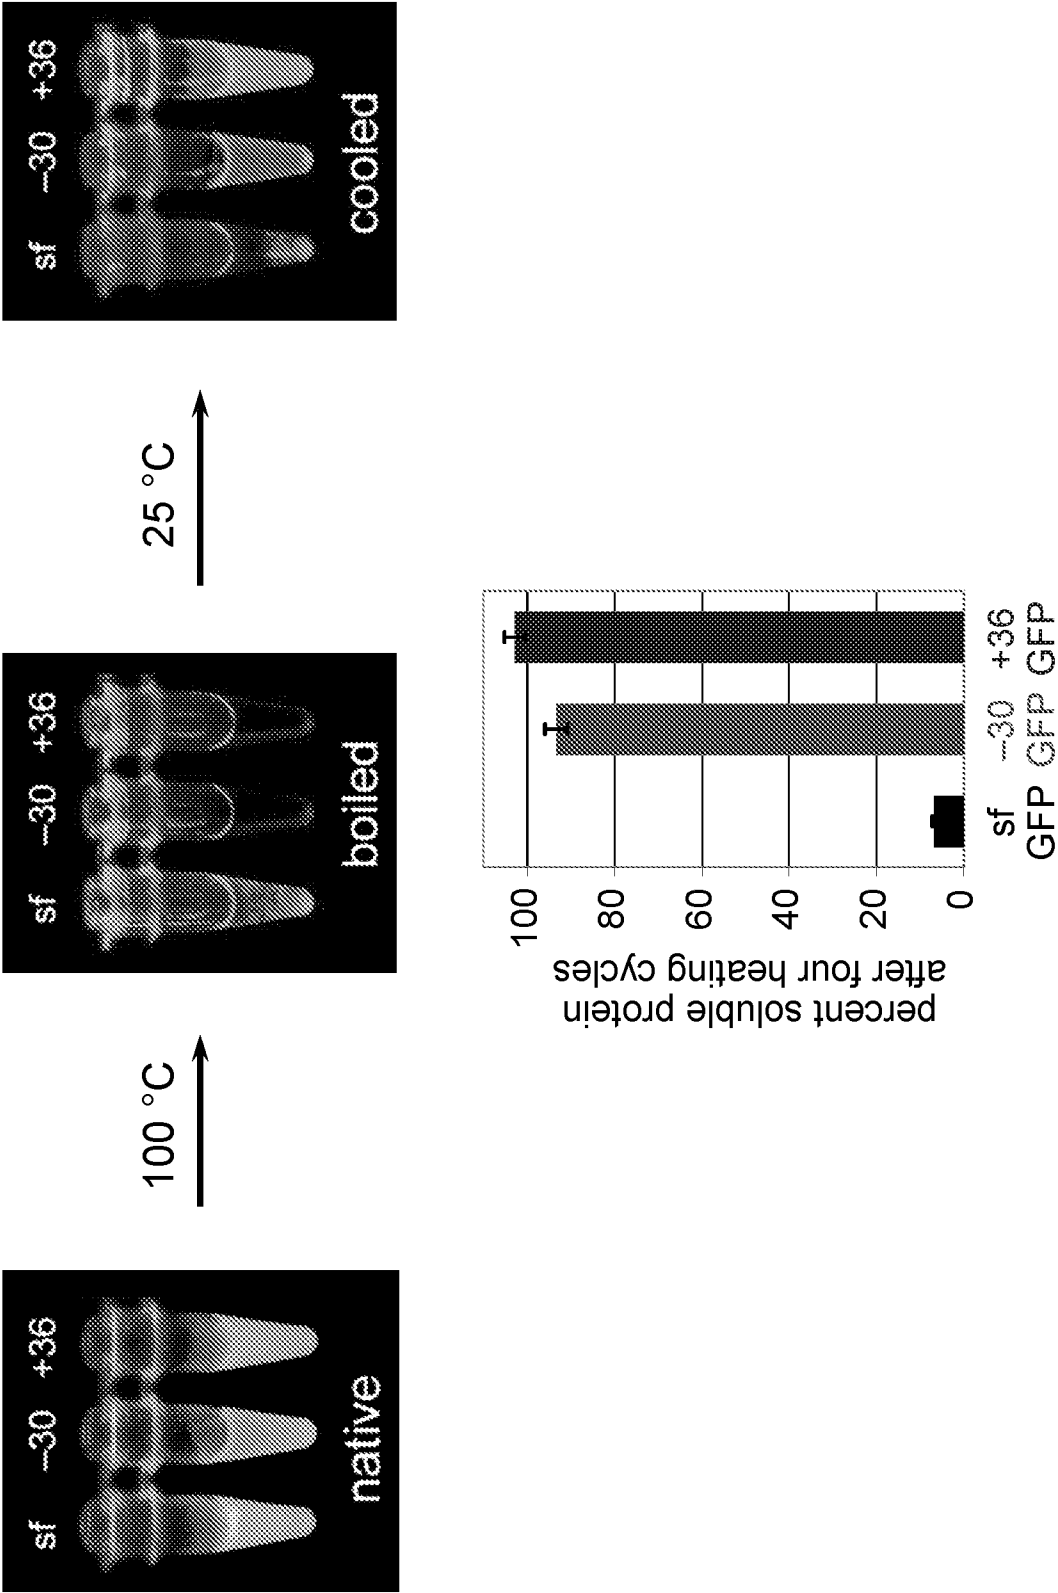 sf –30 +36
native
100 °C
sf –30 +36
boiled
25 °C
sf –30 +36
cooled
percent soluble protein
after four heating cycles
100
80
60
40
20
0
sf –30 +36
GFP GFP GFP